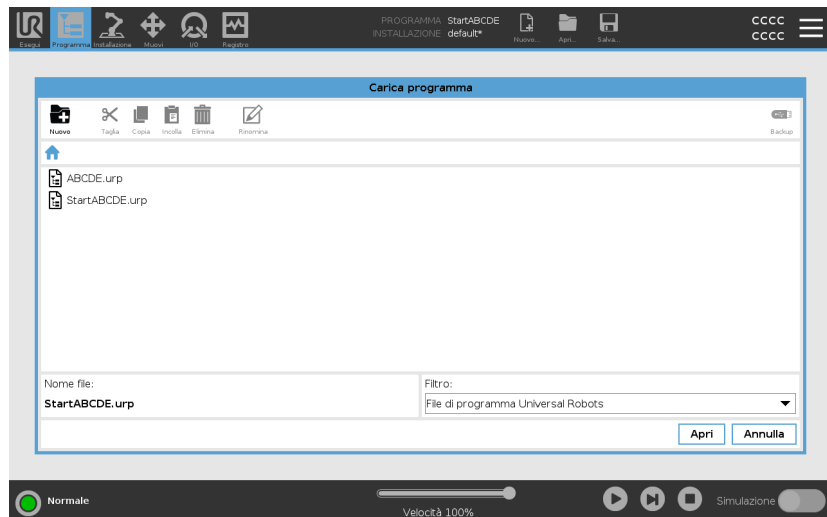 UR
PROGRAMMA StartABCDE
INSTALLAZIONE default*
Esegui Programma Installazione Muovi I/O Registro
Nuovo... Apri... Salva...
CCCC
CCCC
Carica programma
Nuovo Taglia Copia Incolla Elimina Rinomina Backup
ABCDE.urp
StartABCDE.urp
Nome file:
StartABCDE.urp
Filtro:
File di programma Universal Robots
Apri Annulla
Normale
Velocità 100%
Simulazione